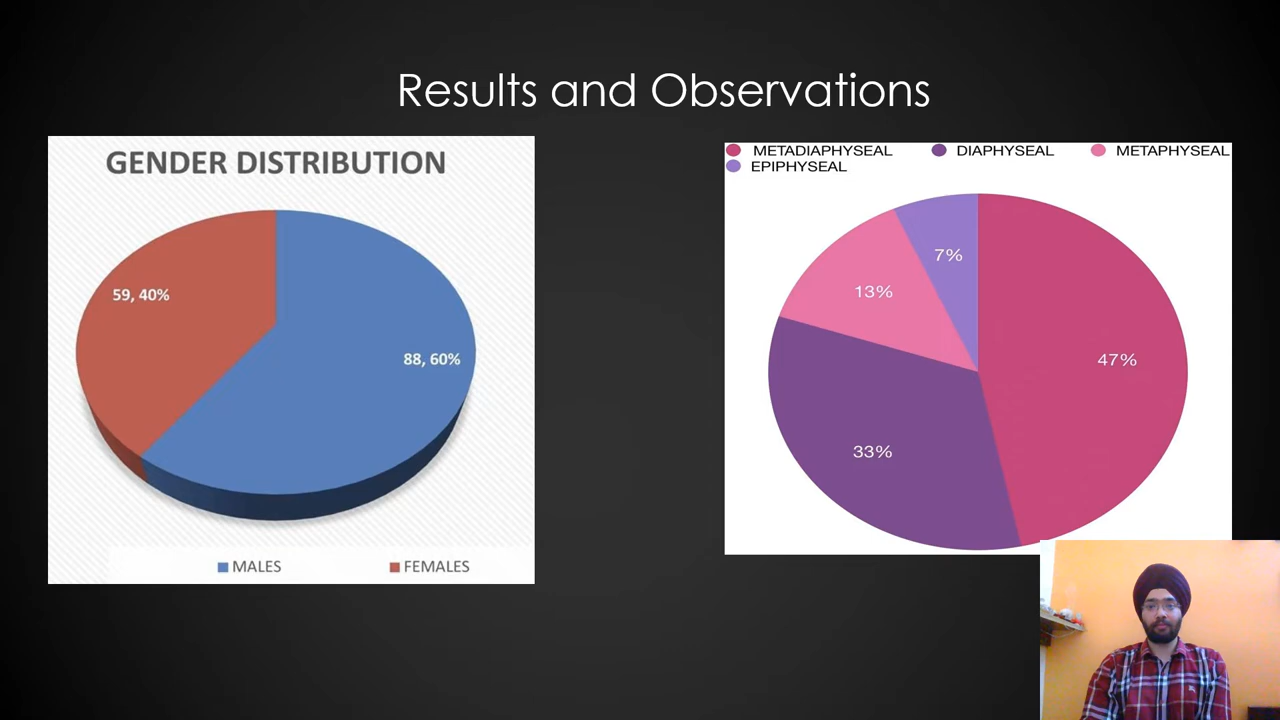 Results and Observations
GENDER DISTRIBUTION
59, 40%
88, 60%
MALES FEMALES
METADIAPHYSEAL DIAPHYSEAL METAPHYSEAL
EPIPHYSEAL
7%
13%
47%
33%